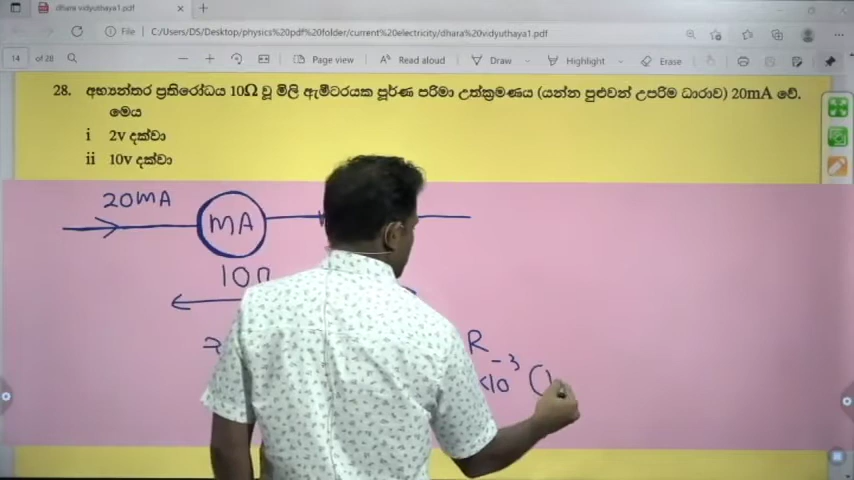 dhara vidyuthaya1.pdf
File | C:/Users/DS/Desktop/physics%20pdf%20folder/current%20electricity/dhara%20vidyuthaya1.pdf
14 of 28 Page view Read aloud Draw Highlight Erase
28. අභ්‍යන්තර ප්‍රතිරෝධය 10Ω වූ මිලි ඇමීටරයක පූර්ණ පරිමා උත්ක්‍රමණය (යන්න පුළුවන් උපරිම ධාරාව) 20mA වේ.
මෙය
i 2v දක්වා
ii 10v දක්වා
20mA
mA
10Ω
R
×10⁻³ (